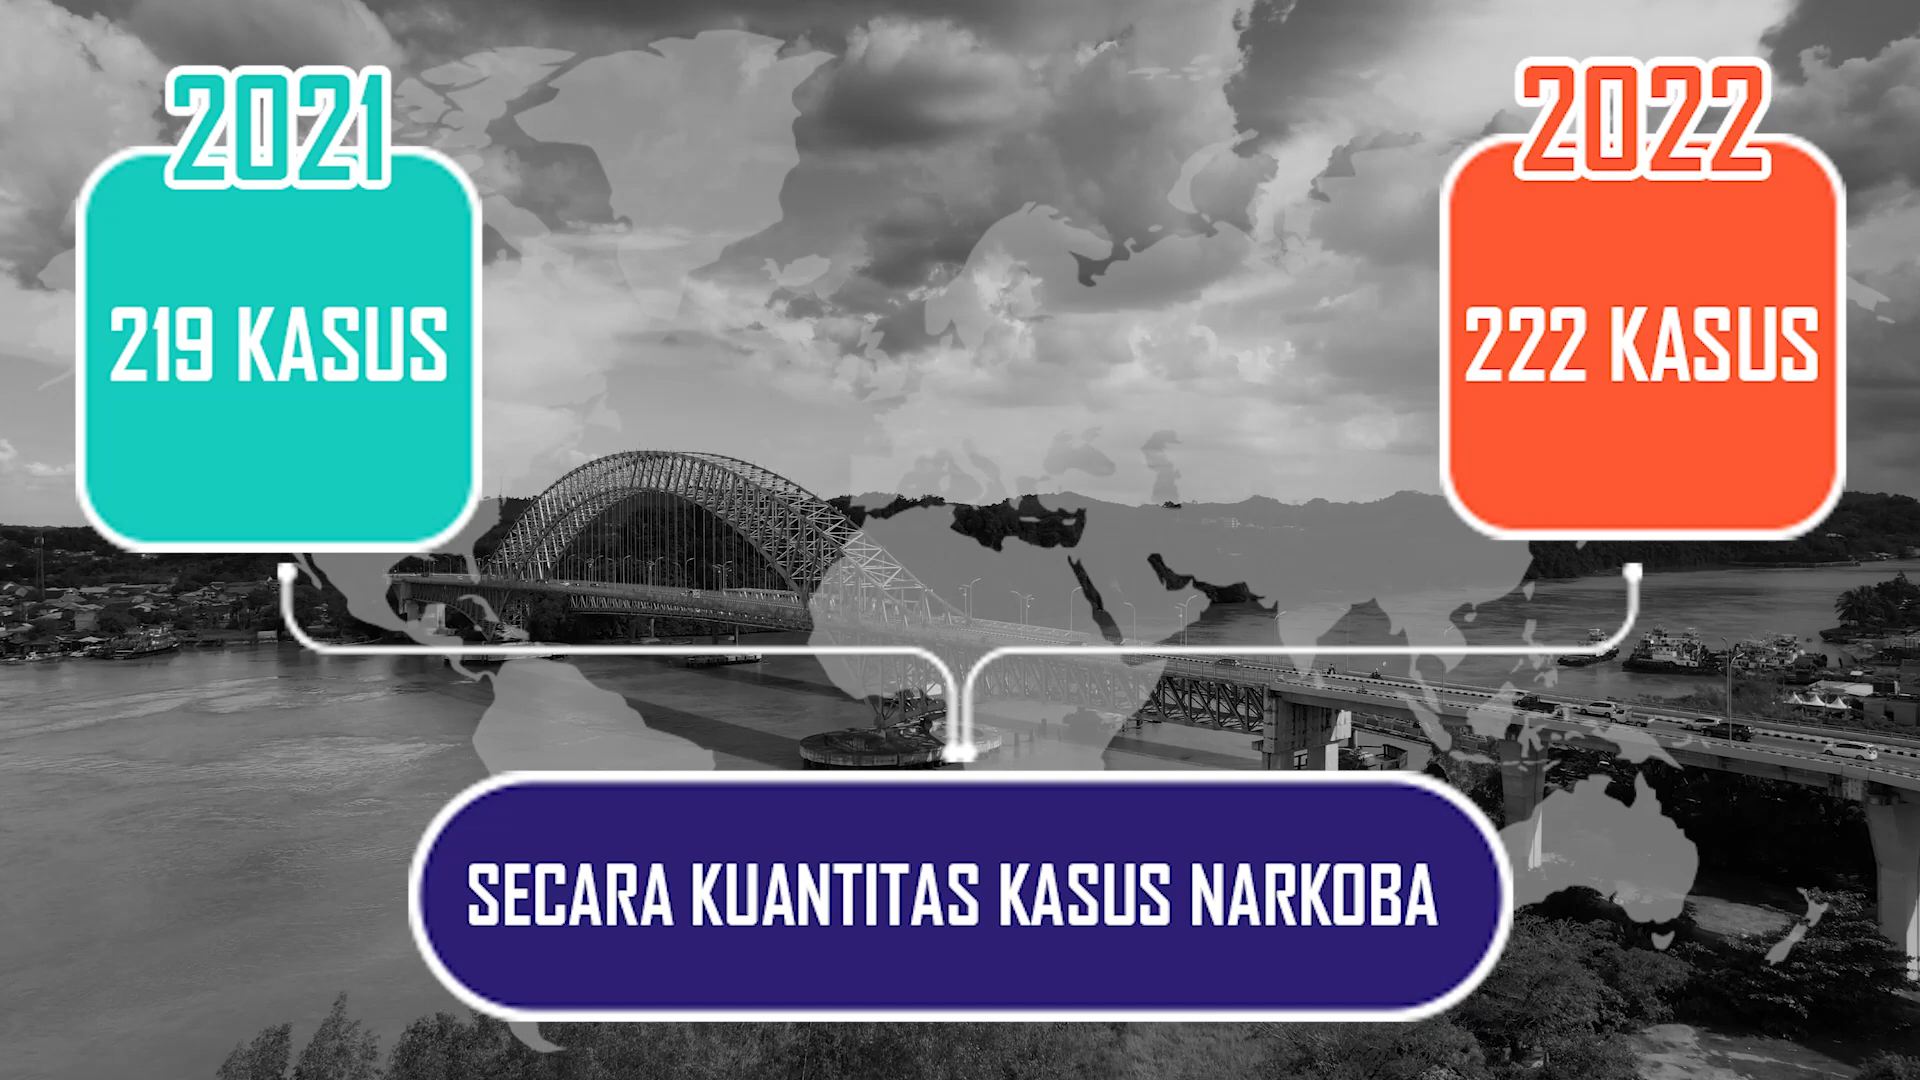 2021
219 KASUS
2022
222 KASUS
SECARA KUANTITAS KASUS NARKOBA